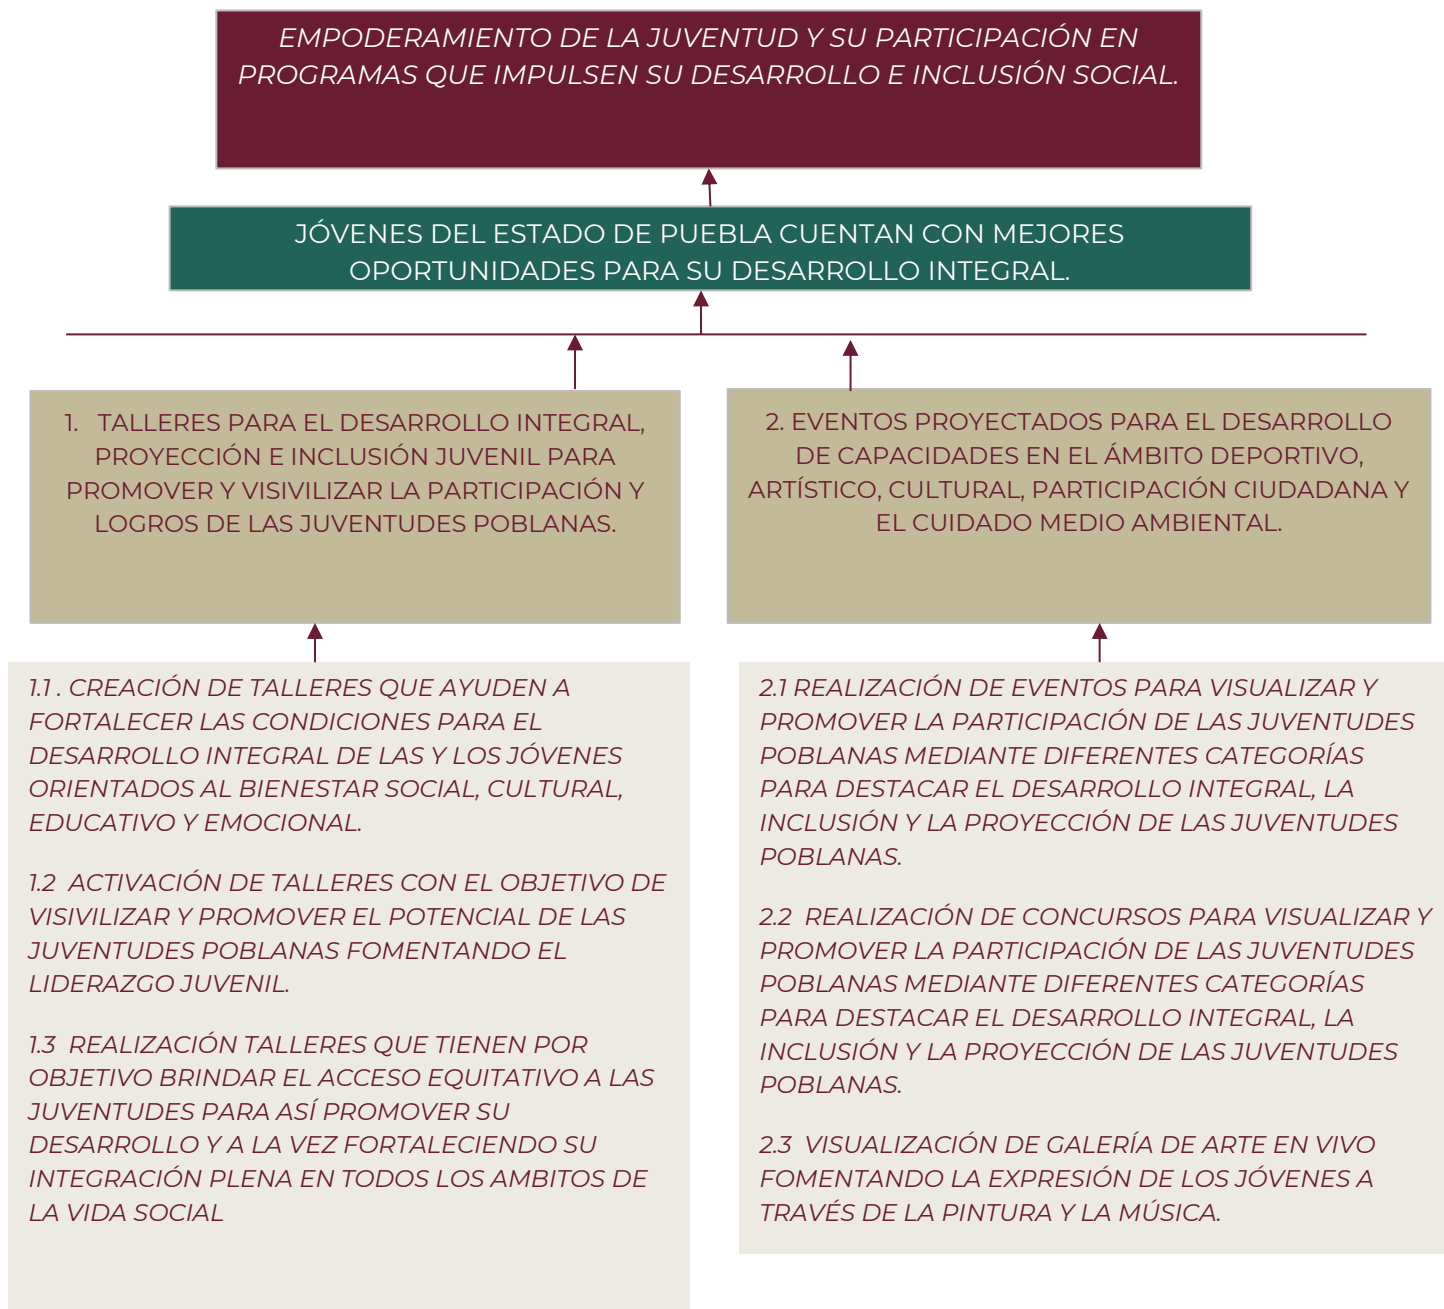 EMPODERAMIENTO DE LA JUVENTUD Y SU PARTICIPACIÓN EN
PROGRAMAS QUE IMPULSEN SU DESARROLLO E INCLUSIÓN SOCIAL.
JÓVENES DEL ESTADO DE PUEBLA CUENTAN CON MEJORES
OPORTUNIDADES PARA SU DESARROLLO INTEGRAL.
1. TALLERES PARA EL DESARROLLO INTEGRAL,
PROYECCIÓN E INCLUSIÓN JUVENIL PARA
PROMOVER Y VISIVILIZAR LA PARTICIPACIÓN Y
LOGROS DE LAS JUVENTUDES POBLANAS.
2. EVENTOS PROYECTADOS PARA EL DESARROLLO
DE CAPACIDADES EN EL ÁMBITO DEPORTIVO,
ARTÍSTICO, CULTURAL, PARTICIPACIÓN CIUDADANA Y
EL CUIDADO MEDIO AMBIENTAL.
1.1 . CREACIÓN DE TALLERES QUE AYUDEN A
FORTALECER LAS CONDICIONES PARA EL
DESARROLLO INTEGRAL DE LAS Y LOS JÓVENES
ORIENTADOS AL BIENESTAR SOCIAL, CULTURAL,
EDUCATIVO Y EMOCIONAL.
1.2 ACTIVACIÓN DE TALLERES CON EL OBJETIVO DE
VISIVILIZAR Y PROMOVER EL POTENCIAL DE LAS
JUVENTUDES POBLANAS FOMENTANDO EL
LIDERAZGO JUVENIL.
1.3 REALIZACIÓN TALLERES QUE TIENEN POR
OBJETIVO BRINDAR EL ACCESO EQUITATIVO A LAS
JUVENTUDES PARA ASÍ PROMOVER SU
DESARROLLO Y A LA VEZ FORTALECIENDO SU
INTEGRACIÓN PLENA EN TODOS LOS AMBITOS DE
LA VIDA SOCIAL
2.1 REALIZACIÓN DE EVENTOS PARA VISUALIZAR Y
PROMOVER LA PARTICIPACIÓN DE LAS JUVENTUDES
POBLANAS MEDIANTE DIFERENTES CATEGORÍAS
PARA DESTACAR EL DESARROLLO INTEGRAL, LA
INCLUSIÓN Y LA PROYECCIÓN DE LAS JUVENTUDES
POBLANAS.
2.2 REALIZACIÓN DE CONCURSOS PARA VISUALIZAR Y
PROMOVER LA PARTICIPACIÓN DE LAS JUVENTUDES
POBLANAS MEDIANTE DIFERENTES CATEGORÍAS
PARA DESTACAR EL DESARROLLO INTEGRAL, LA
INCLUSIÓN Y LA PROYECCIÓN DE LAS JUVENTUDES
POBLANAS.
2.3 VISUALIZACIÓN DE GALERÍA DE ARTE EN VIVO
FOMENTANDO LA EXPRESIÓN DE LOS JÓVENES A
TRAVÉS DE LA PINTURA Y LA MÚSICA.